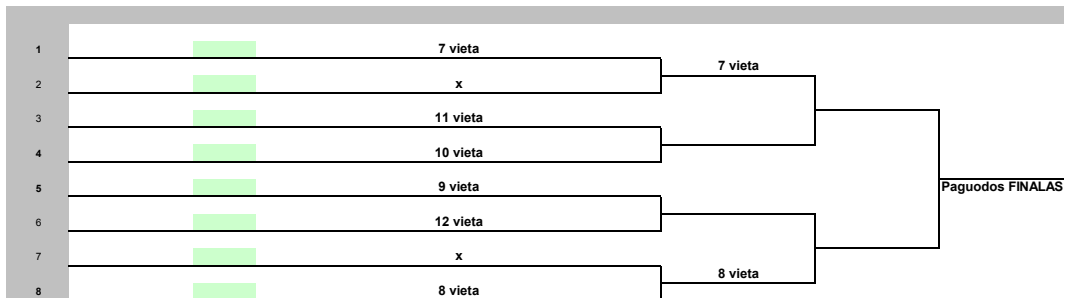 1 7 vieta
7 vieta
2 x
3 11 vieta
4 10 vieta
5 9 vieta
Paguodos FINALAS
6 12 vieta
7 x
8 vieta
8 8 vieta